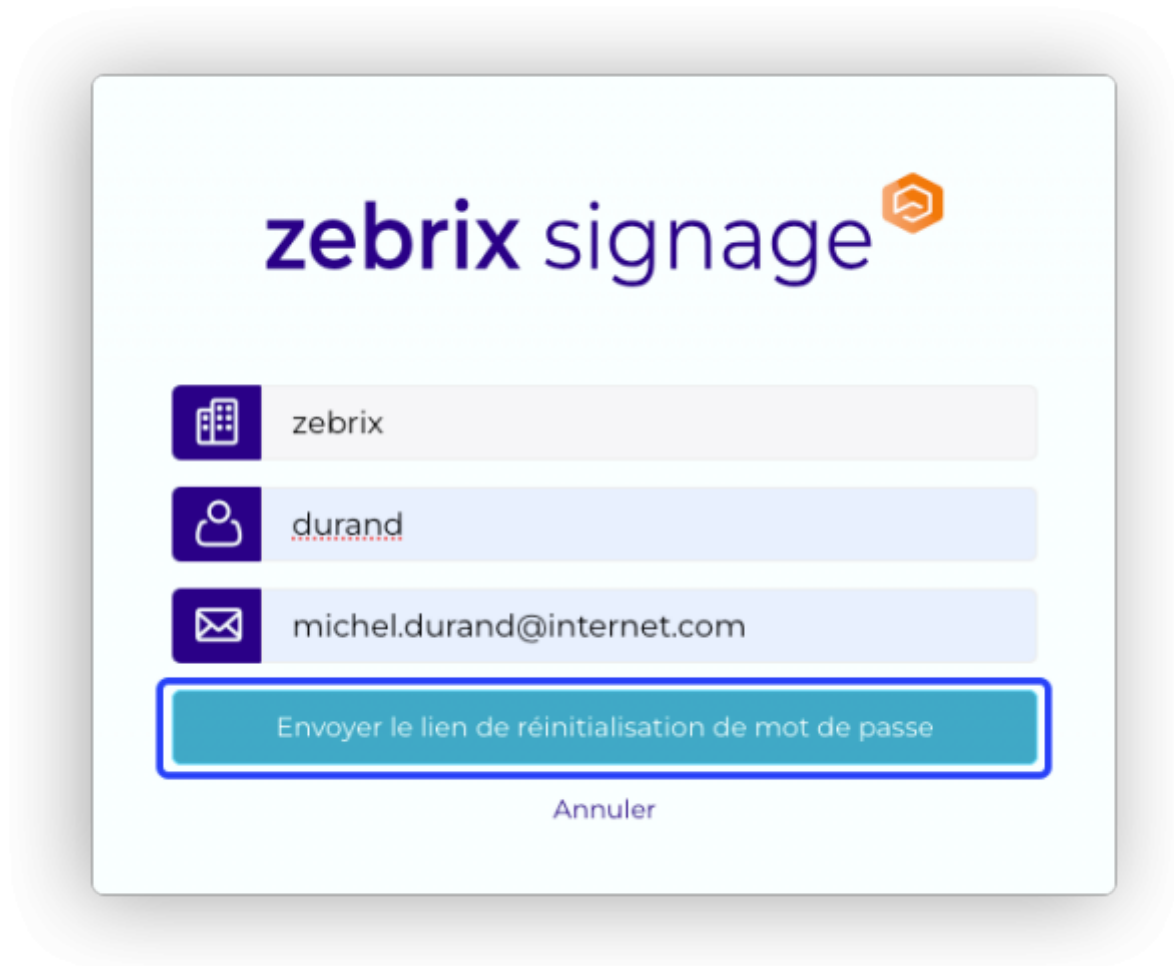 zebrix signage
zebrix
durand
michel.durand@internet.com
Envoyer le lien de réinitialisation de mot de passe
Annuler